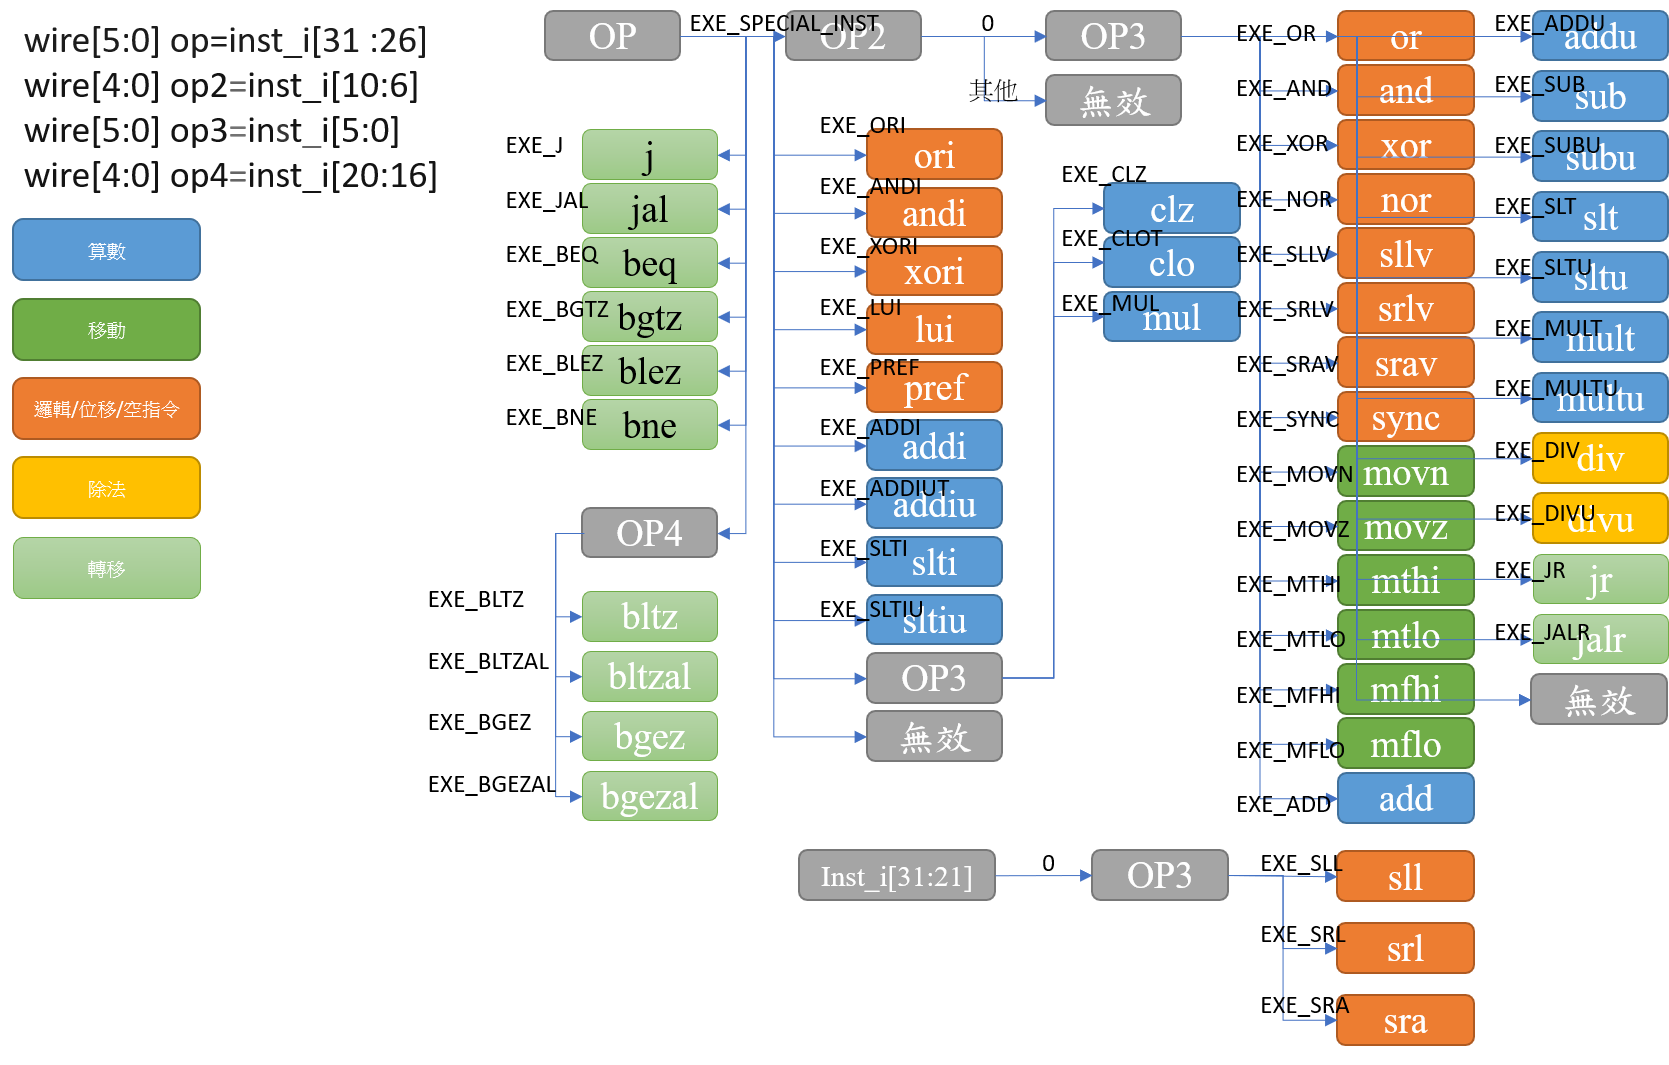 wire[5:0] op=inst_i[31 :26]
wire[4:0] op2=inst_i[10:6]
wire[5:0] op3=inst_i[5:0]
wire[4:0] op4=inst_i[20:16]
算數
移動
邏輯/位移/空指令
除法
轉移
OP
EXE_SPECIAL_INST
OP2
0
OP3
其他
無效
EXE_J
j
EXE_JAL
jal
EXE_BEQ
beq
EXE_BGTZ
bgtz
EXE_BLEZ
blez
EXE_BNE
bne
OP4
EXE_BLTZ
bltz
EXE_BLTZAL
bltzal
EXE_BGEZ
bgez
EXE_BGEZAL
bgezal
EXE_ORI
ori
EXE_ANDI
andi
EXE_XORI
xori
EXE_LUI
lui
EXE_PREF
pref
EXE_ADDI
addi
EXE_ADDIUT
addiu
EXE_SLTI
slti
EXE_SLTIU
sltiu
OP3
無效
EXE_CLZ
clz
EXE_CLOT
clo
EXE_MUL
mul
EXE_OR
or
EXE_AND
and
EXE_XOR
xor
EXE_NOR
nor
EXE_SLLV
sllv
EXE_SRLV
srlv
EXE_SRAV
srav
EXE_SYNC
sync
EXE_MOVN
movn
EXE_MOVZ
movz
EXE_MTHI
mthi
EXE_MTLO
mtlo
EXE_MFHI
mfhi
EXE_MFLO
mflo
EXE_ADD
add
EXE_ADDU
addu
EXE_SUB
sub
EXE_SUBU
subu
EXE_SLT
slt
EXE_SLTU
sltu
EXE_MULT
mult
EXE_MULTU
multu
EXE_DIV
div
EXE_DIVU
divu
EXE_JR
jr
EXE_JALR
jalr
無效
Inst_i[31:21]
0
OP3
EXE_SLL
sll
EXE_SRL
srl
EXE_SRA
sra